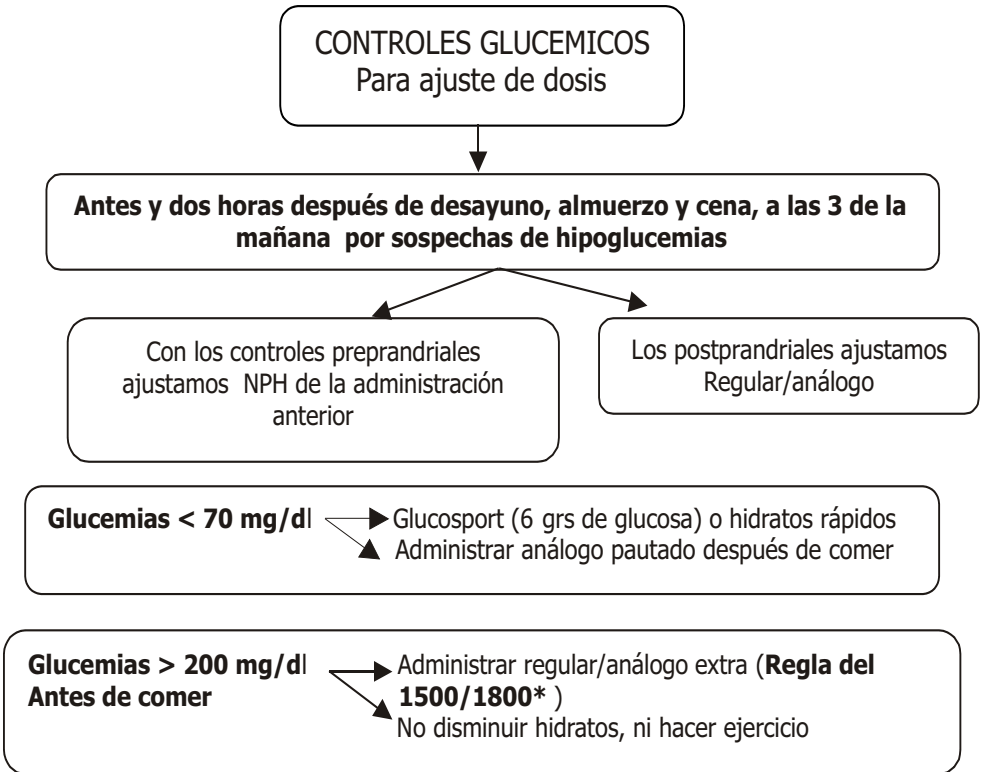 CONTROLES GLUCEMICOS
Para ajuste de dosis
Antes y dos horas después de desayuno, almuerzo y cena, a las 3 de la
mañana por sospechas de hipoglucemias
Con los controles preprandriales
ajustamos NPH de la administración
anterior
Los postprandriales ajustamos
Regular/análogo
Glucemias < 70 mg/dl
Glucosport (6 grs de glucosa) o hidratos rápidos
Administrar análogo pautado después de comer
Glucemias > 200 mg/dl
Antes de comer
Administrar regular/análogo extra (Regla del
1500/1800* )
No disminuir hidratos, ni hacer ejercicio